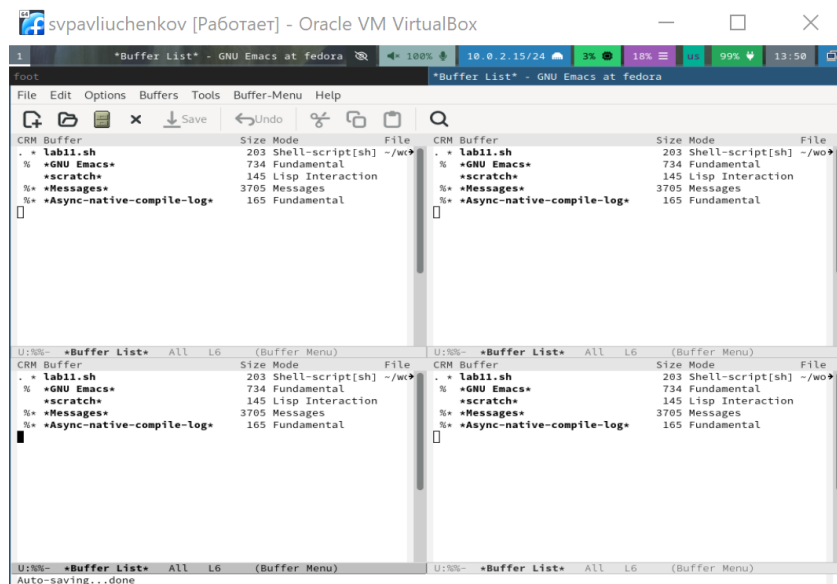 64
svpavliuchenkov [Работает] - Oracle VM VirtualBox
1 *Buffer List* - GNU Emacs at fedora 100% 10.0.2.15/24 3% 18% us 99% 13:50
foot *Buffer List* - GNU Emacs at fedora
File Edit Options Buffers Tools Buffer-Menu Help
Save Undo
CRM Buffer Size Mode File CRM Buffer Size Mode File
. * lab11.sh 203 Shell-script[sh] ~/wo . * lab11.sh 203 Shell-script[sh] ~/wo
% *GNU Emacs* 734 Fundamental % *GNU Emacs* 734 Fundamental
*scratch* 145 Lisp Interaction *scratch* 145 Lisp Interaction
%* *Messages* 3705 Messages %* *Messages* 3705 Messages
%* *Async-native-compile-log* 165 Fundamental %* *Async-native-compile-log* 165 Fundamental
U:%%- *Buffer List* All L6 (Buffer Menu) U:%%- *Buffer List* All L6 (Buffer Menu)
CRM Buffer Size Mode File CRM Buffer Size Mode File
. * lab11.sh 203 Shell-script[sh] ~/wo . * lab11.sh 203 Shell-script[sh] ~/wo
% *GNU Emacs* 734 Fundamental % *GNU Emacs* 734 Fundamental
*scratch* 145 Lisp Interaction *scratch* 145 Lisp Interaction
%* *Messages* 3705 Messages %* *Messages* 3705 Messages
%* *Async-native-compile-log* 165 Fundamental %* *Async-native-compile-log* 165 Fundamental
U:%%- *Buffer List* All L6 (Buffer Menu) U:%%- *Buffer List* All L6 (Buffer Menu)
Auto-saving...done